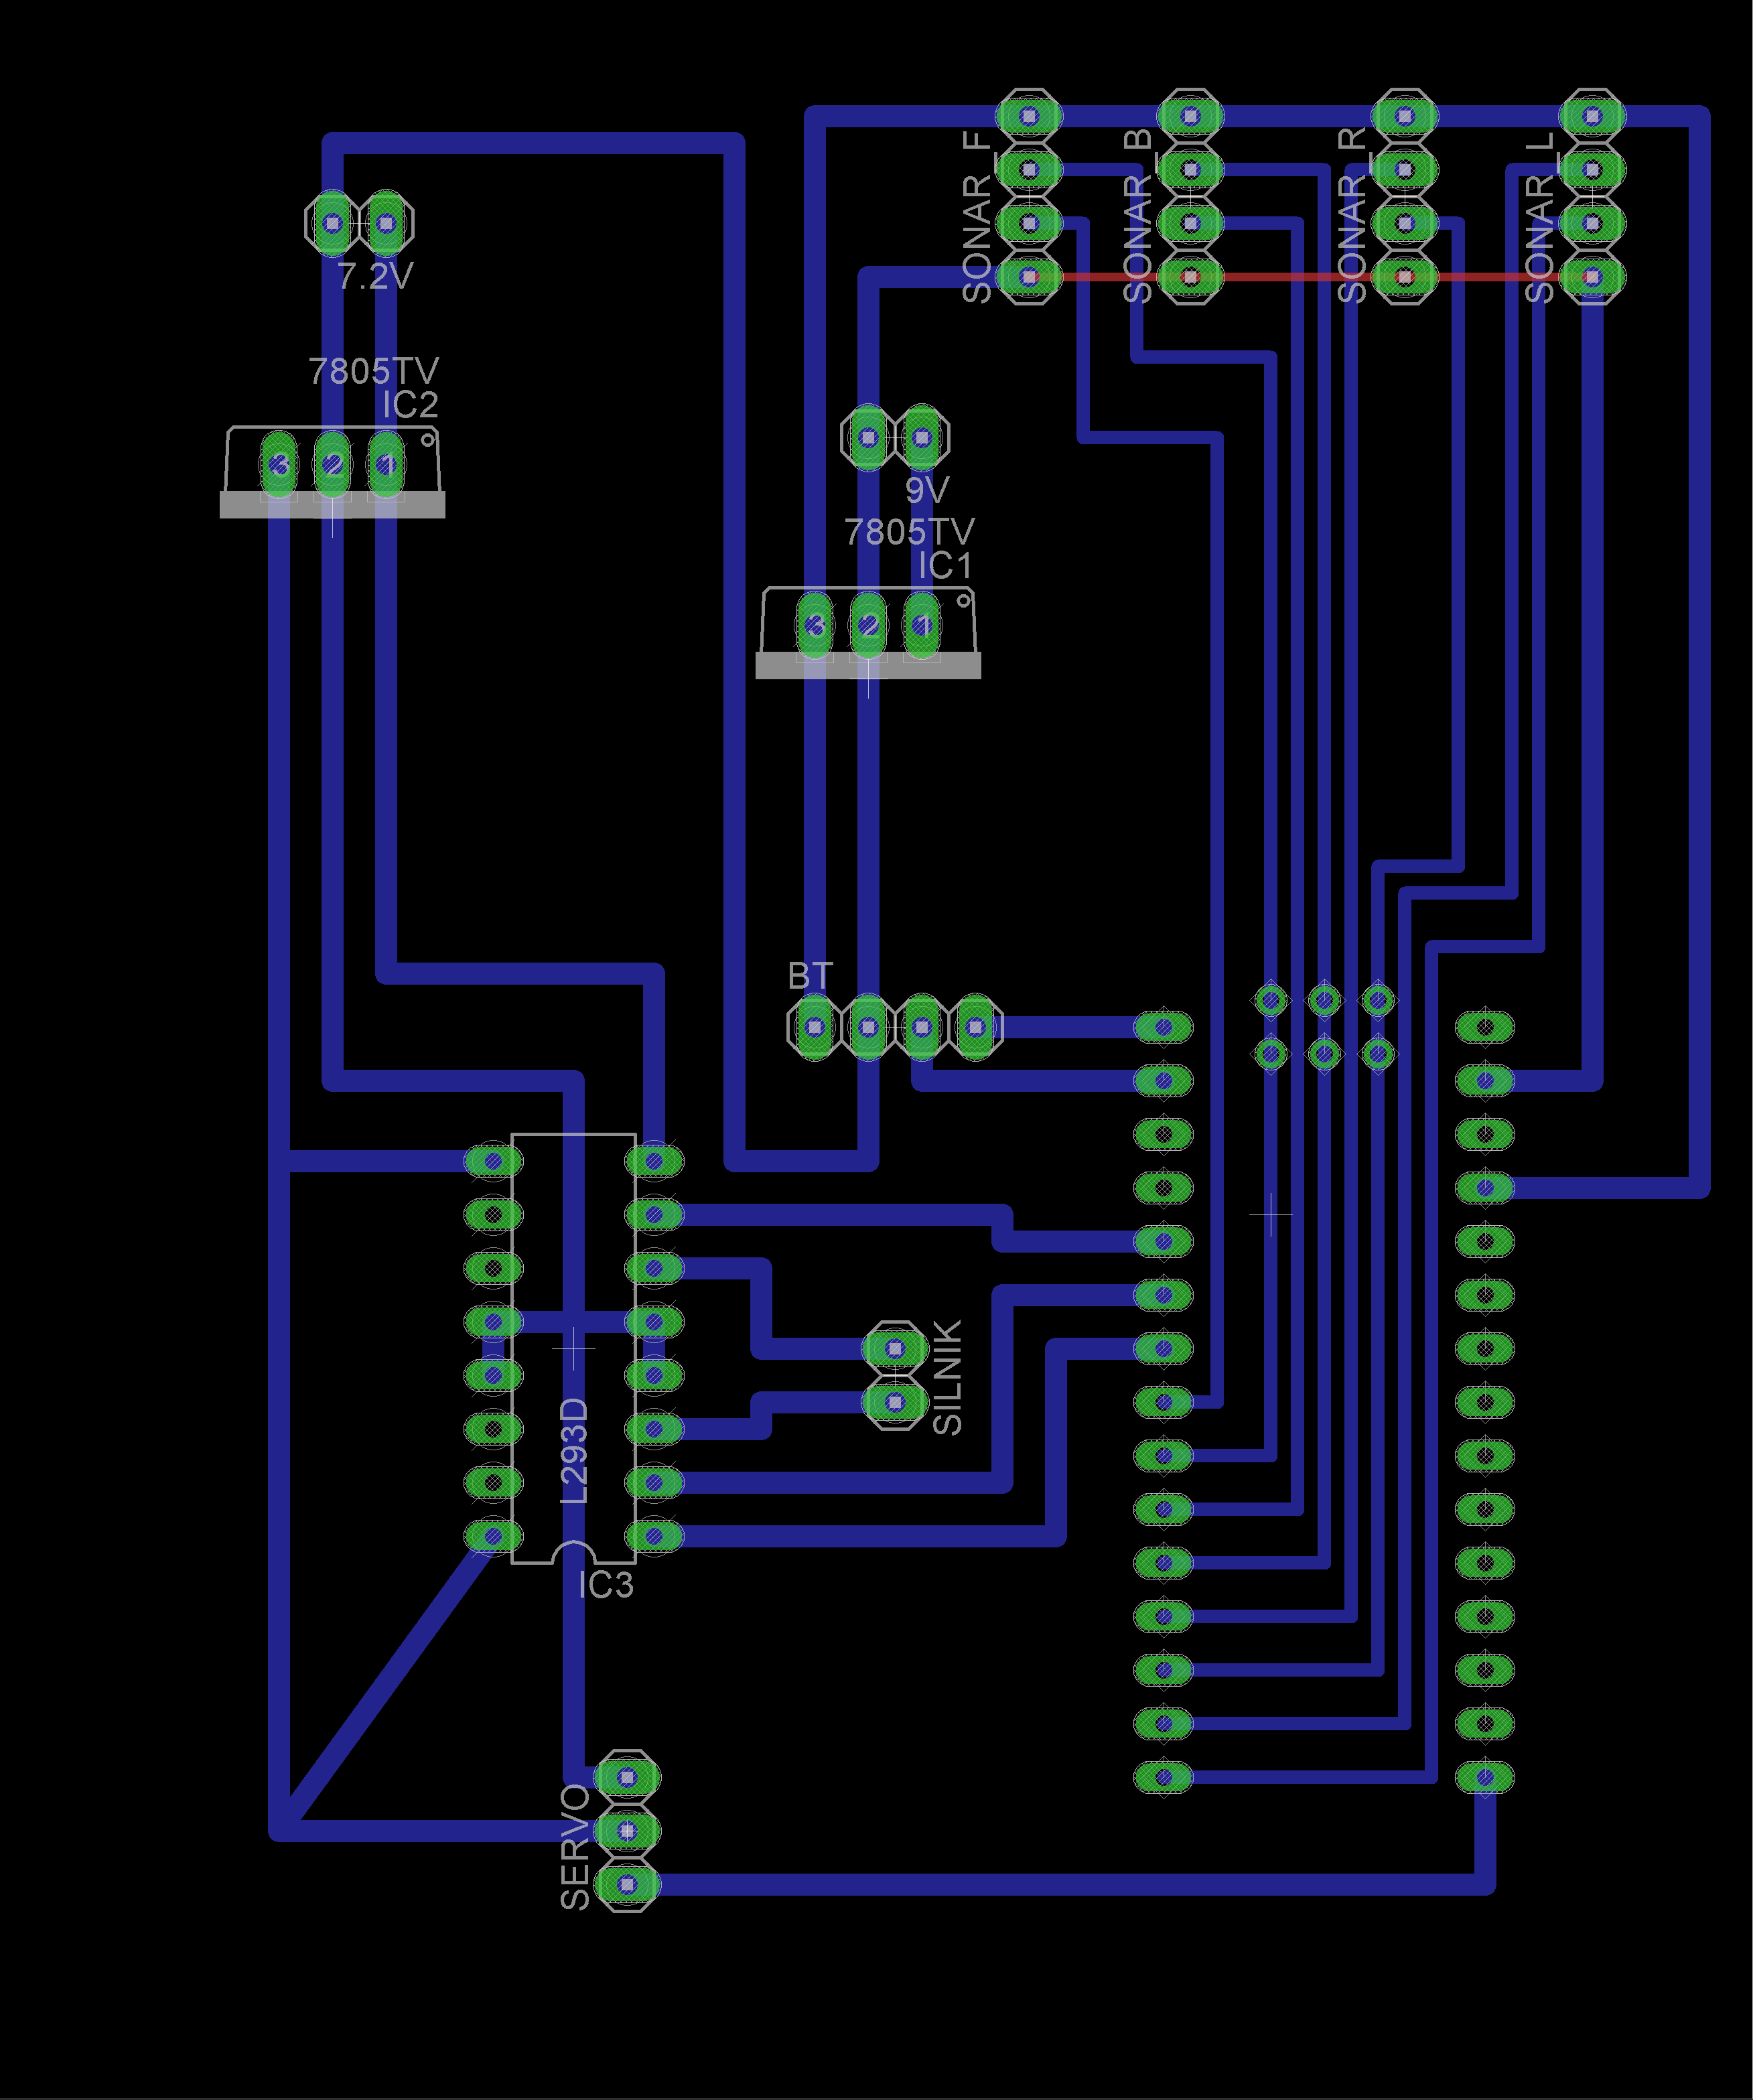 SONAR_F
SONAR_B
SONAR_R
SONAR_L
7.2V
7805TV
IC2
3 2 1
9V
7805TV
IC1
3 2 1
BT
SILNIK
L293D
IC3
SERVO